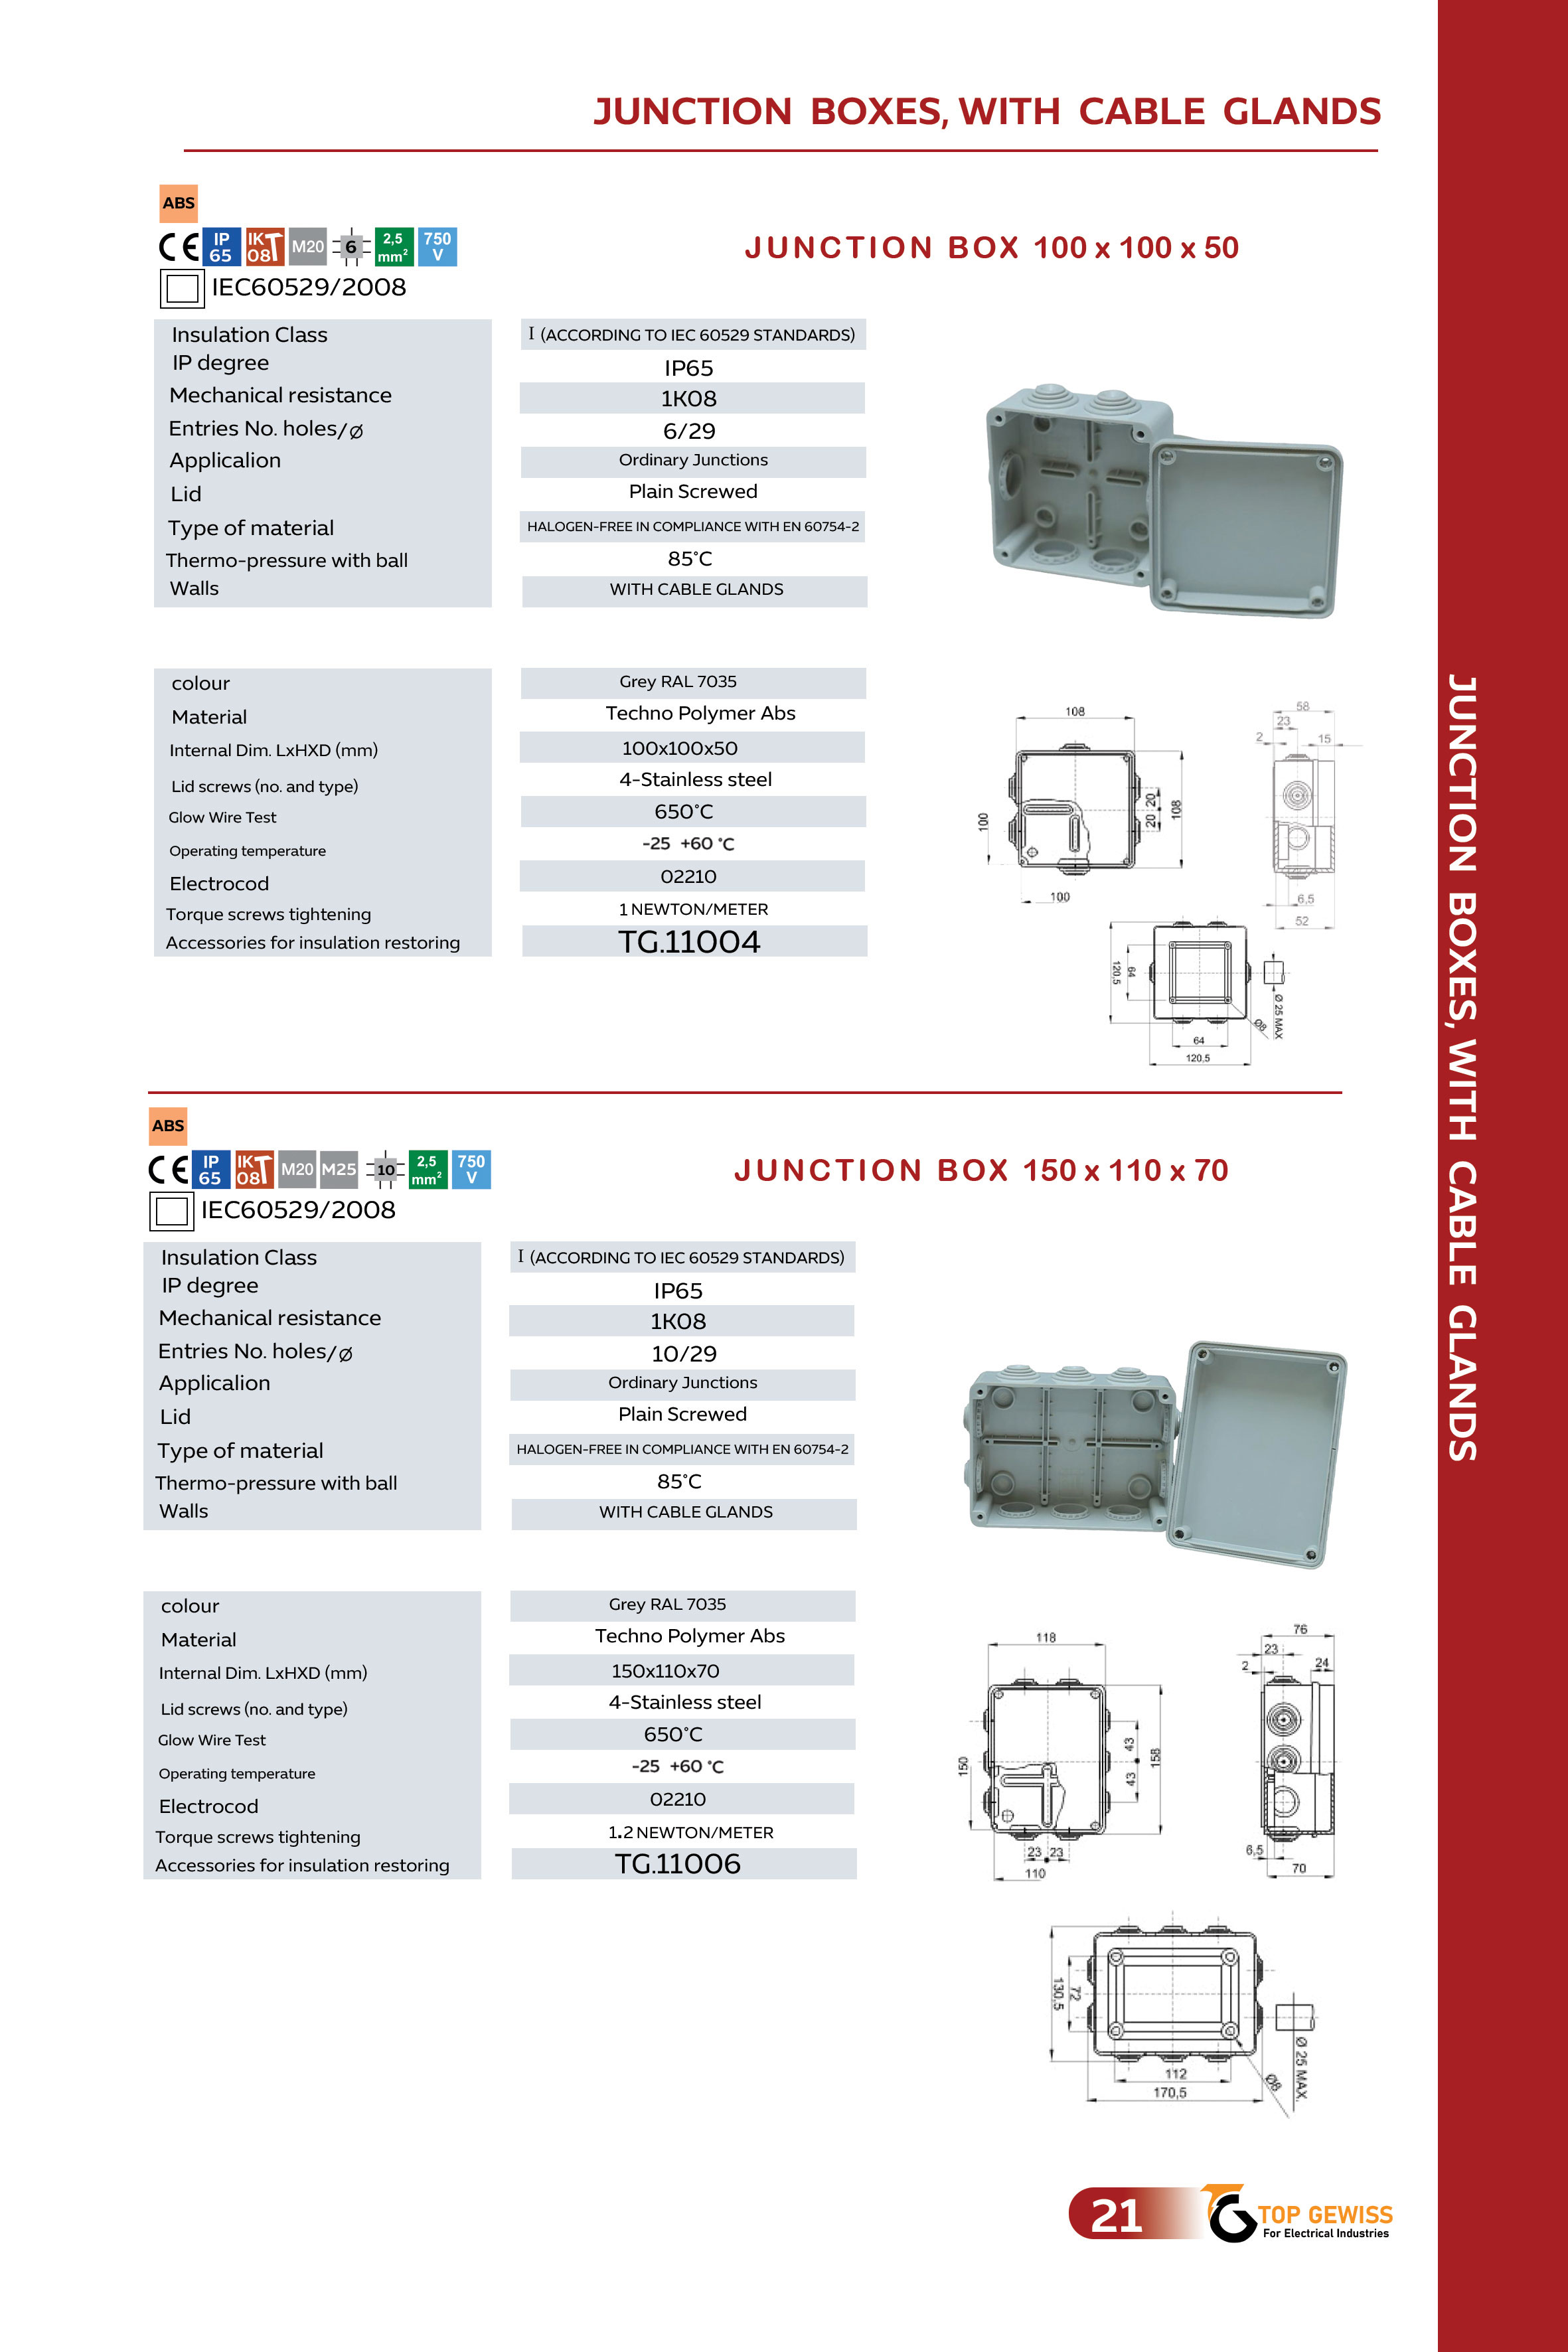 JUNCTION BOXES, WITH CABLE GLANDS
ABS
CE IP 65 IK 08 M20 6 2,5 mm² 750 V
JUNCTION BOX 100 x 100 x 50
IEC60529/2008
Insulation Class I (ACCORDING TO IEC 60529 STANDARDS)
IP degree IP65
Mechanical resistance 1K08
Entries No. holes/⌀ 6/29
Applicalion Ordinary Junctions
Lid Plain Screwed
Type of material HALOGEN-FREE IN COMPLIANCE WITH EN 60754-2
Thermo-pressure with ball 85°C
Walls WITH CABLE GLANDS
colour Grey RAL 7035
Material Techno Polymer Abs
Internal Dim. LxHXD (mm) 100x100x50
Lid screws (no. and type) 4-Stainless steel
Glow Wire Test 650°C
Operating temperature -25 +60 °C
Electrocod 02210
Torque screws tightening 1 NEWTON/METER
Accessories for insulation restoring TG.11004
108
100
20 20
108
100
58
23
2
15
6,5
52
120,5
64
64
120,5
Ø8
Ø 25 MAX
ABS
CE IP 65 IK 08 M20 M25 10 2,5 mm² 750 V
JUNCTION BOX 150 x 110 x 70
IEC60529/2008
Insulation Class I (ACCORDING TO IEC 60529 STANDARDS)
IP degree IP65
Mechanical resistance 1K08
Entries No. holes/⌀ 10/29
Applicalion Ordinary Junctions
Lid Plain Screwed
Type of material HALOGEN-FREE IN COMPLIANCE WITH EN 60754-2
Thermo-pressure with ball 85°C
Walls WITH CABLE GLANDS
colour Grey RAL 7035
Material Techno Polymer Abs
Internal Dim. LxHXD (mm) 150x110x70
Lid screws (no. and type) 4-Stainless steel
Glow Wire Test 650°C
Operating temperature -25 +60 °C
Electrocod 02210
Torque screws tightening 1.2 NEWTON/METER
Accessories for insulation restoring TG.11006
118
150
43
43
158
23 23
110
76
23
2
24
6,5
70
130,5
72
112
170,5
Ø8
Ø 25 MAX.
JUNCTION BOXES, WITH CABLE GLANDS
21
TOP GEWISS
For Electrical Industries